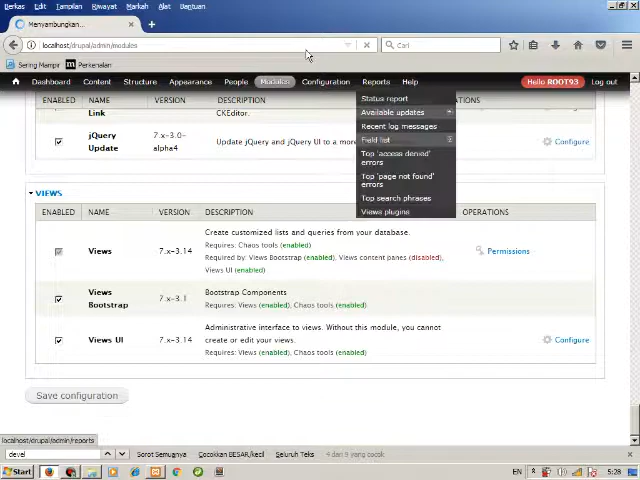 Berkas Edit Tampilan Riwayat Markah Alat Bantuan
Menyambungkan... × +
localhost/drupal/admin/modules Cari
Sering Mampir m Perkenalan
Dashboard Content Structure Appearance People Modules Configuration Reports Help Hello ROOT93 Log out
ENABLED NAME VERSION DESCRIPTION OPERATIONS
Link CKEditor.
jQuery Update 7.x-3.0-alpha4 Update jQuery and jQuery UI to a more Configure
Status report
Available updates
Recent log messages
Field list
Top 'access denied' errors
Top 'page not found' errors
Top search phrases
Views plugins
VIEWS
ENABLED NAME VERSION DESCRIPTION OPERATIONS
Views 7.x-3.14 Create customized lists and queries from your database.
Requires: Chaos tools (enabled)
Required by: Views Bootstrap (enabled), Views content panes (disabled),
Views UI (enabled)
Permissions
Views Bootstrap 7.x-3.1 Bootstrap Components
Requires: Views (enabled), Chaos tools (enabled)
Views UI 7.x-3.14 Administrative interface to views. Without this module, you cannot
create or edit your views.
Requires: Views (enabled), Chaos tools (enabled)
Configure
Save configuration
localhost/drupal/admin/reports
devel Sorot Semuanya Cocokkan BESAR/kecil Seluruh Teks 4 dari 9 yang cocok
Start EN 5:28